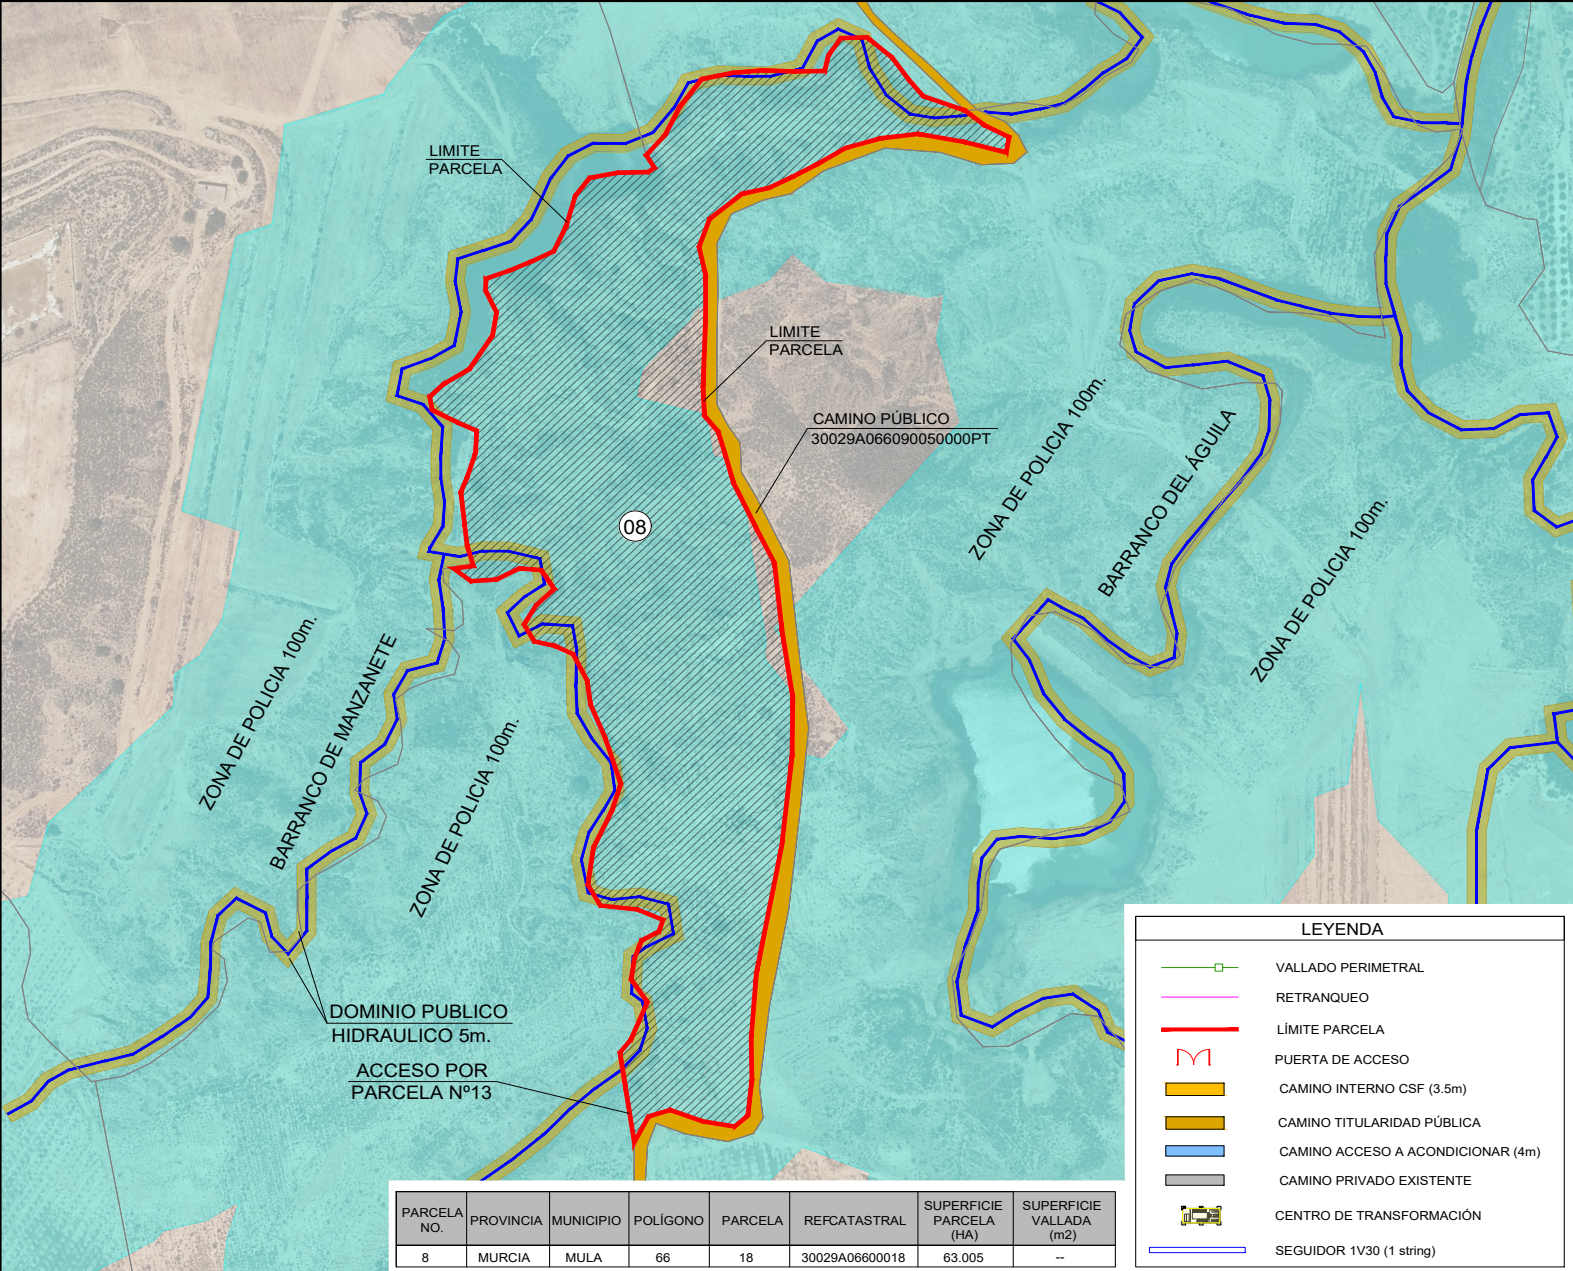 LIMITE
PARCELA
LIMITE
PARCELA
CAMINO PÚBLICO
30029A066090050000PT
ZONA DE POLICIA 100m.
BARRANCO DEL ÁGUILA
ZONA DE POLICIA 100m.
08
ZONA DE POLICIA 100m.
BARRANCO DE MANZANETE
ZONA DE POLICIA 100m.
DOMINIO PUBLICO
HIDRAULICO 5m.
ACCESO POR
PARCELA Nº13
LEYENDA
VALLADO PERIMETRAL
RETRANQUEO
LÍMITE PARCELA
PUERTA DE ACCESO
CAMINO INTERNO CSF (3.5m)
CAMINO TITULARIDAD PÚBLICA
CAMINO ACCESO A ACONDICIONAR (4m)
CAMINO PRIVADO EXISTENTE
CENTRO DE TRANSFORMACIÓN
SEGUIDOR 1V30 (1 string)
PARCELA NO. PROVINCIA MUNICIPIO POLÍGONO PARCELA REFCATASTRAL SUPERFICIE PARCELA (HA) SUPERFICIE VALLADA (m2)
8 MURCIA MULA 66 18 30029A06600018 63.005 --